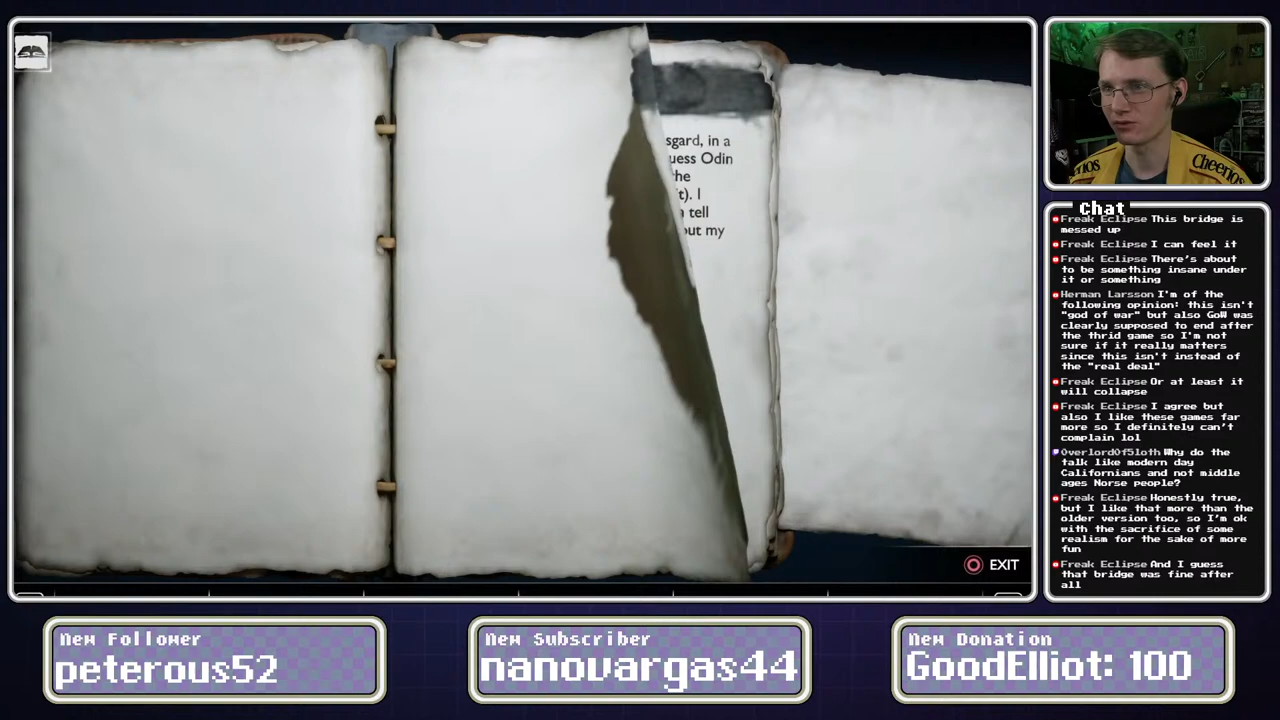 sgard, in a
uess Odin
the
t). I
a tell
out my
EXIT
Cheerios
chat
Freak Eclipse This bridge is
messed up
Freak Eclipse I can feel it
Freak Eclipse There's about
to be something insane under
it or something
Herman Larsson I'm of the
following opinion: this isn't
"god of war" but also GoW was
clearly supposed to end after
the thrid game so I'm not
sure if it really matters
since this isn't instead of
the "real deal"
Freak Eclipse Or at least it
will collapse
Freak Eclipse I agree but
also I like these games far
more so I definitely can't
complain lol
OverlordOf5loth Why do the
talk like modern day
Californians and not middle
ages Norse people?
Freak Eclipse Honestly true,
but I like that more than the
older version too, so I'm ok
with the sacrifice of some
realism for the sake of more
fun
Freak Eclipse And I guess
that bridge was fine after
all
New Follower
peterous52
New Subscriber
nanovargas44
New Donation
GoodElliot: 100